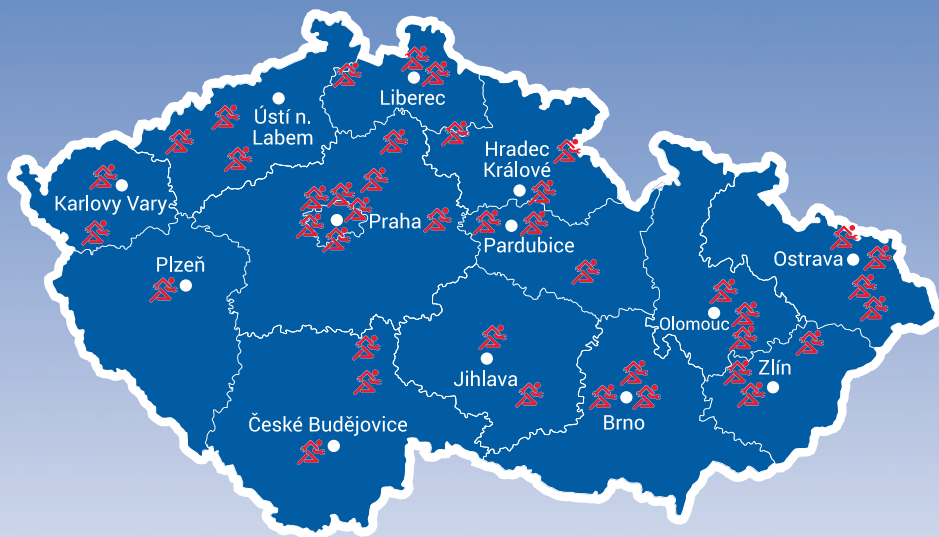 Liberec
Ústí n.
Labem
Hradec
Králové
Karlovy Vary
Praha
Pardubice
Plzeň
Ostrava
Olomouc
Jihlava
Zlín
Brno
České Budějovice